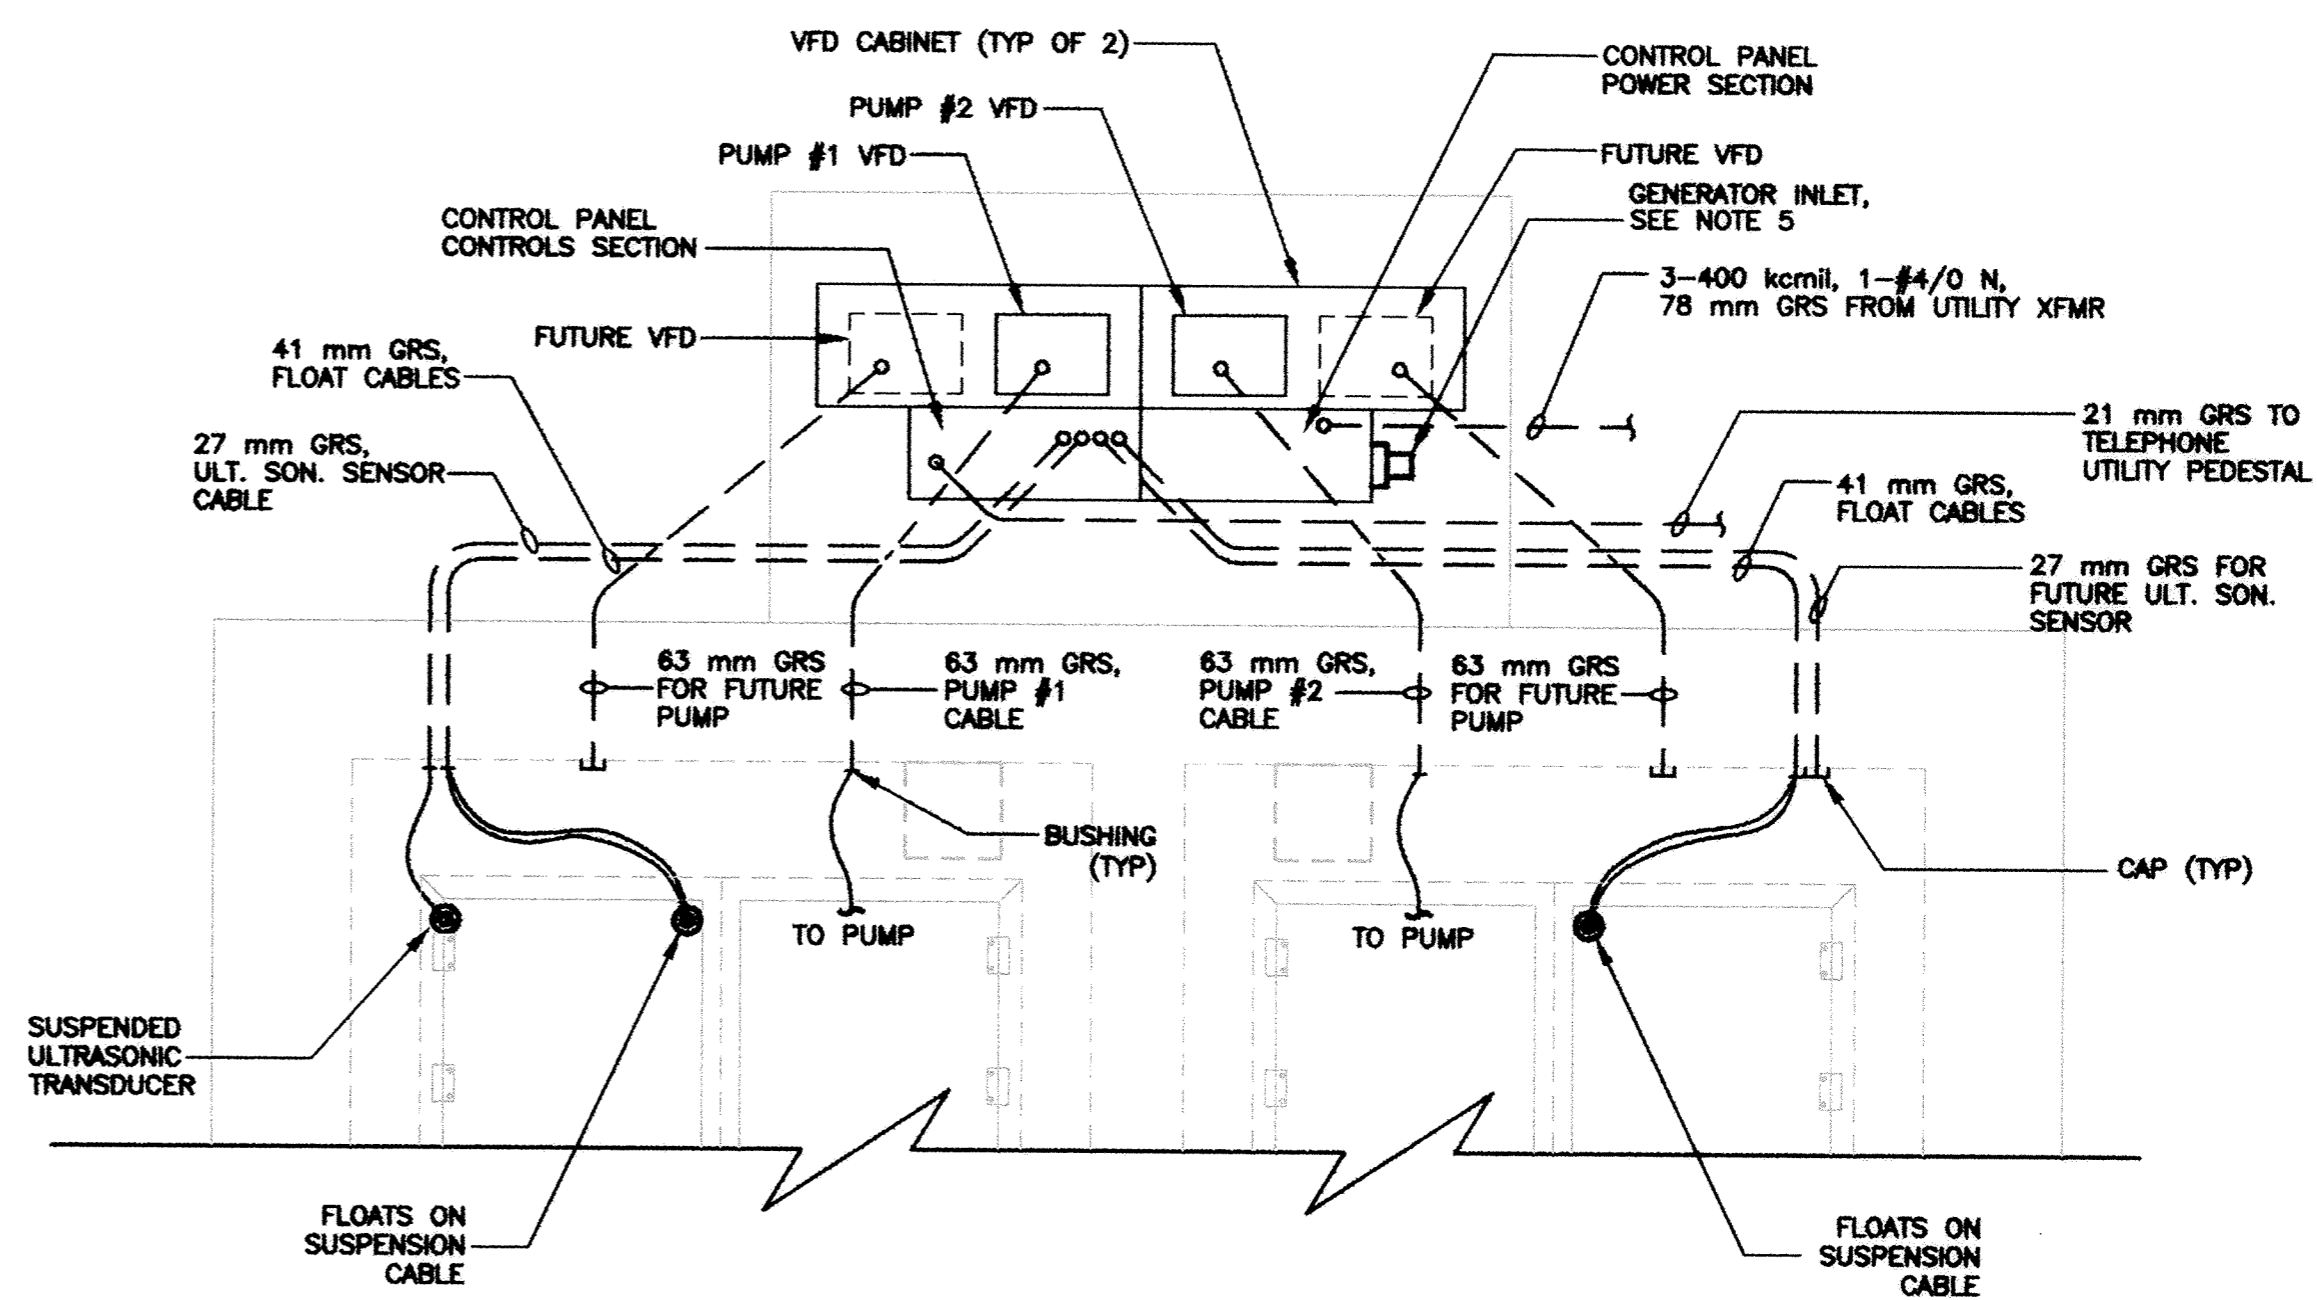 VFD CABINET (TYP OF 2)
PUMP #2 VFD
PUMP #1 VFD
CONTROL PANEL
CONTROLS SECTION
FUTURE VFD
41 mm GRS,
FLOAT CABLES
27 mm GRS,
ULT. SON. SENSOR
CABLE
CONTROL PANEL
POWER SECTION
FUTURE VFD
GENERATOR INLET,
SEE NOTE 5
3-400 kcmil, 1-#4/0 N,
78 mm GRS FROM UTILITY XFMR
21 mm GRS TO
TELEPHONE
UTILITY PEDESTAL
41 mm GRS,
FLOAT CABLES
27 mm GRS FOR
FUTURE ULT. SON.
SENSOR
63 mm GRS
FOR FUTURE
PUMP
63 mm GRS,
PUMP #1
CABLE
63 mm GRS,
PUMP #2
CABLE
63 mm GRS
FOR FUTURE
PUMP
BUSHING
(TYP)
CAP (TYP)
TO PUMP
TO PUMP
SUSPENDED
ULTRASONIC
TRANSDUCER
FLOATS ON
SUSPENSION
CABLE
FLOATS ON
SUSPENSION
CABLE